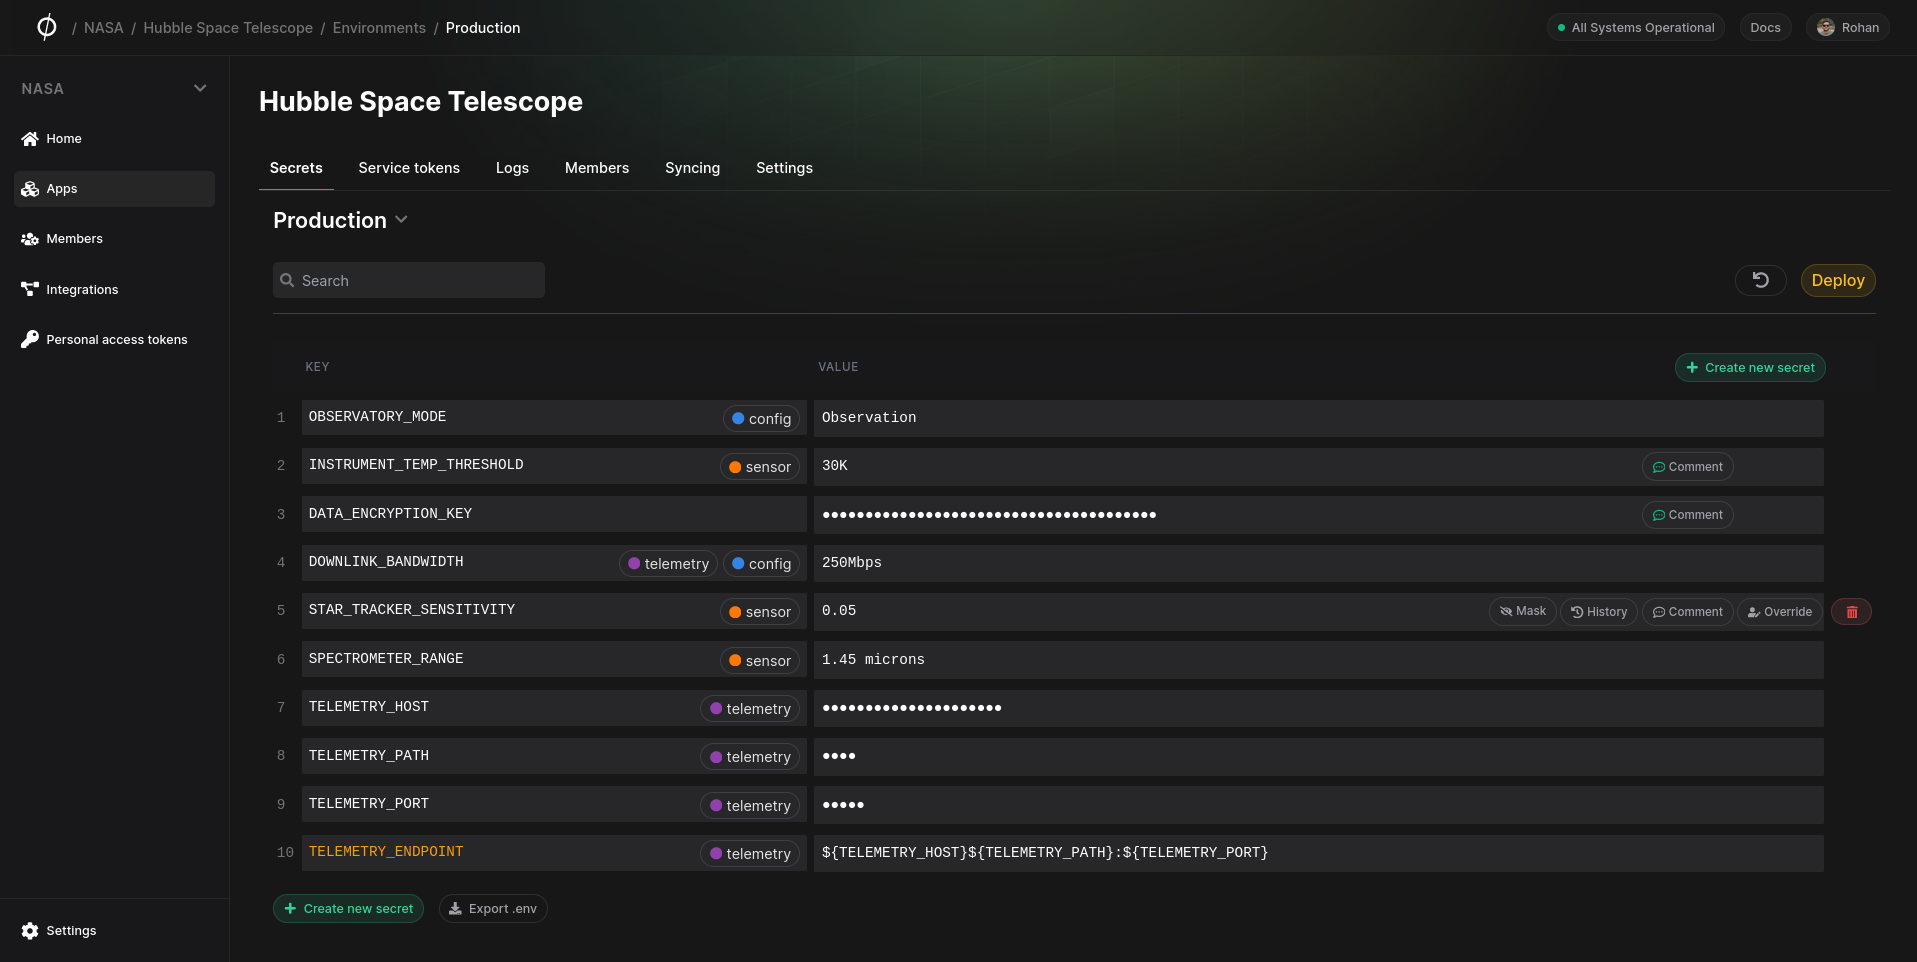 / NASA / Hubble Space Telescope / Environments / Production
All Systems Operational
Docs
Rohan
NASA
Home
Apps
Members
Integrations
Personal access tokens
Settings
Hubble Space Telescope
Secrets Service tokens Logs Members Syncing Settings
Production
Search
Deploy
KEY VALUE Create new secret
1 OBSERVATORY_MODE config Observation
2 INSTRUMENT_TEMP_THRESHOLD sensor 30K Comment
3 DATA_ENCRYPTION_KEY ••••••••••••••••••••••••••••••••••••••• Comment
4 DOWNLINK_BANDWIDTH telemetry config 250Mbps
5 STAR_TRACKER_SENSITIVITY sensor 0.05 Mask History Comment Override
6 SPECTROMETER_RANGE sensor 1.45 microns
7 TELEMETRY_HOST telemetry •••••••••••••••••••••
8 TELEMETRY_PATH telemetry ••••
9 TELEMETRY_PORT telemetry •••••
10 TELEMETRY_ENDPOINT telemetry ${TELEMETRY_HOST}${TELEMETRY_PATH}:${TELEMETRY_PORT}
Create new secret Export .env